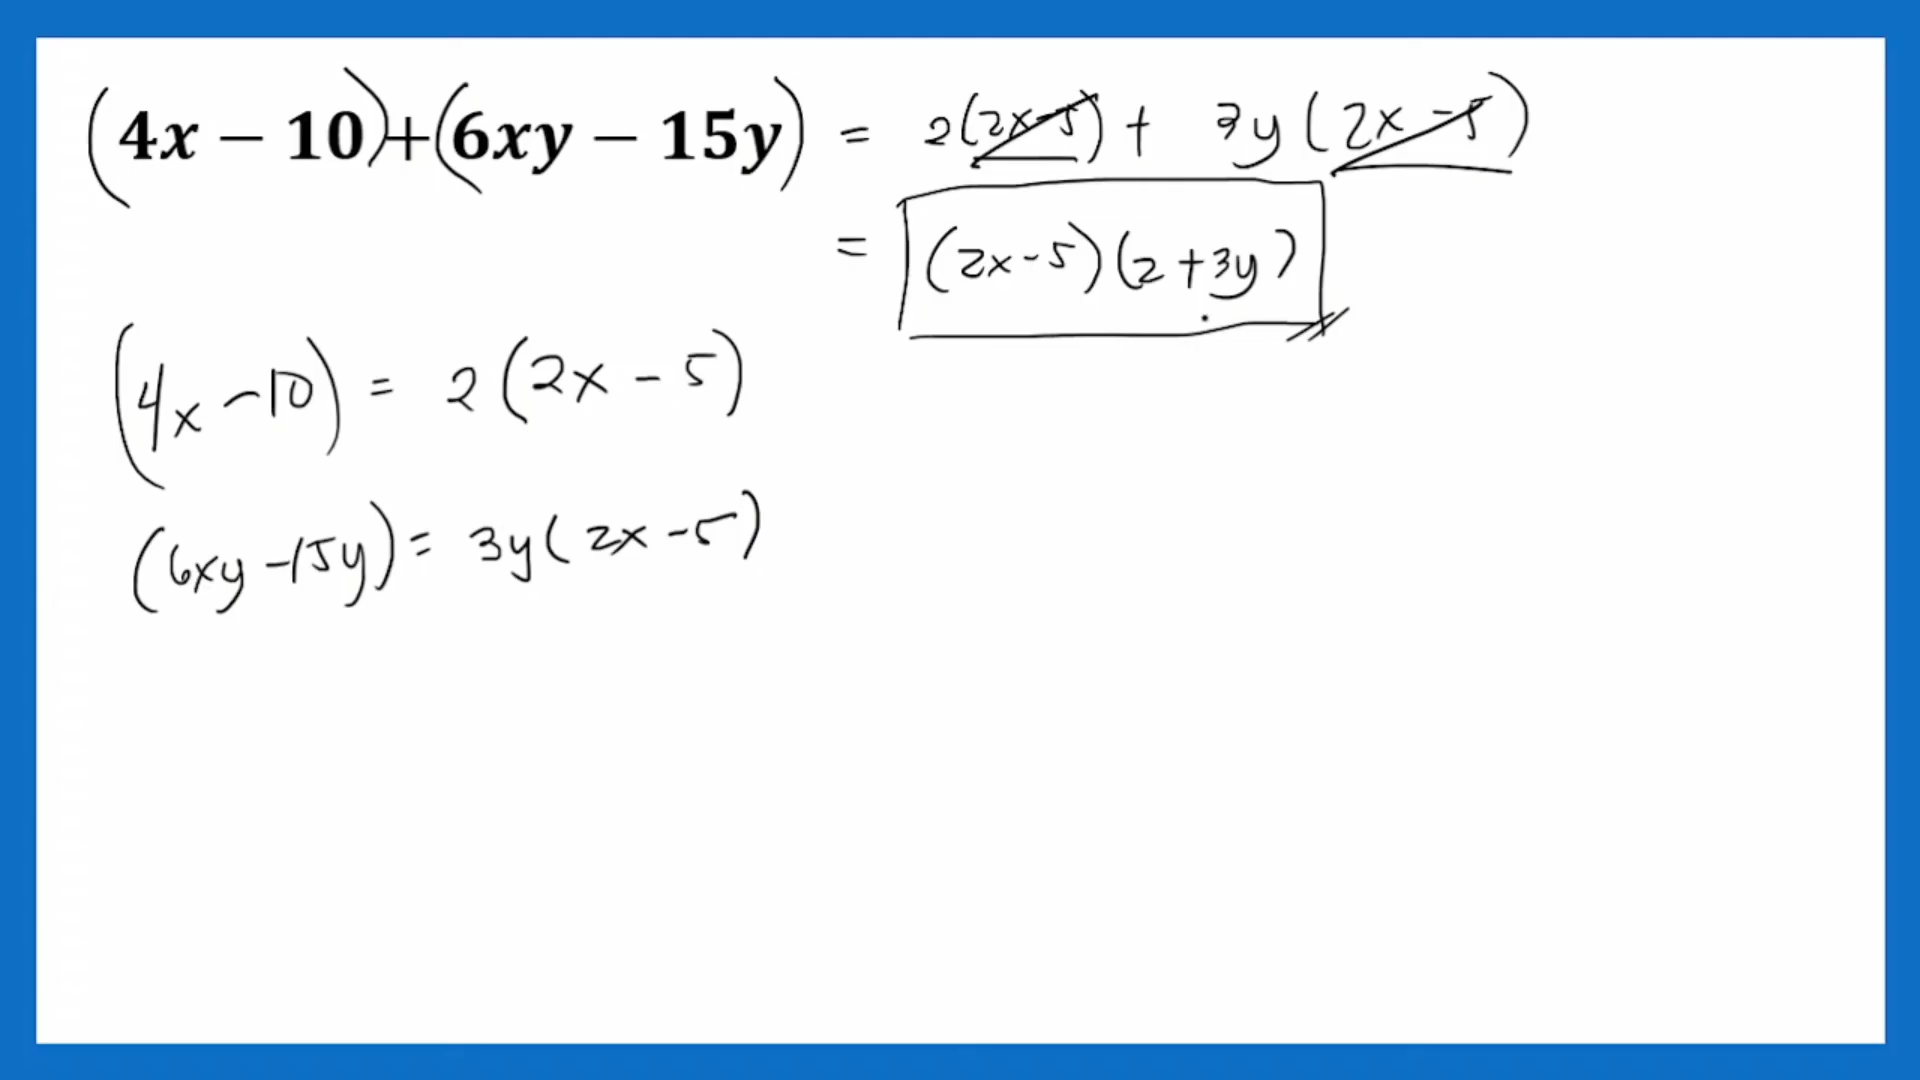 (4x − 10)+(6xy − 15y) = 2(2x-5) + 3y(2x-5)
= (2x-5)(2+3y)
(4x-10) = 2(2x-5)
(6xy-15y) = 3y(2x-5)